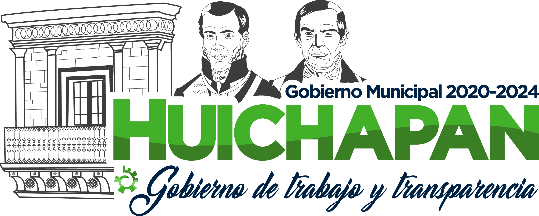 Gobierno Municipal 2020-2024
HUICHAPAN
Gobierno de trabajo y transparencia